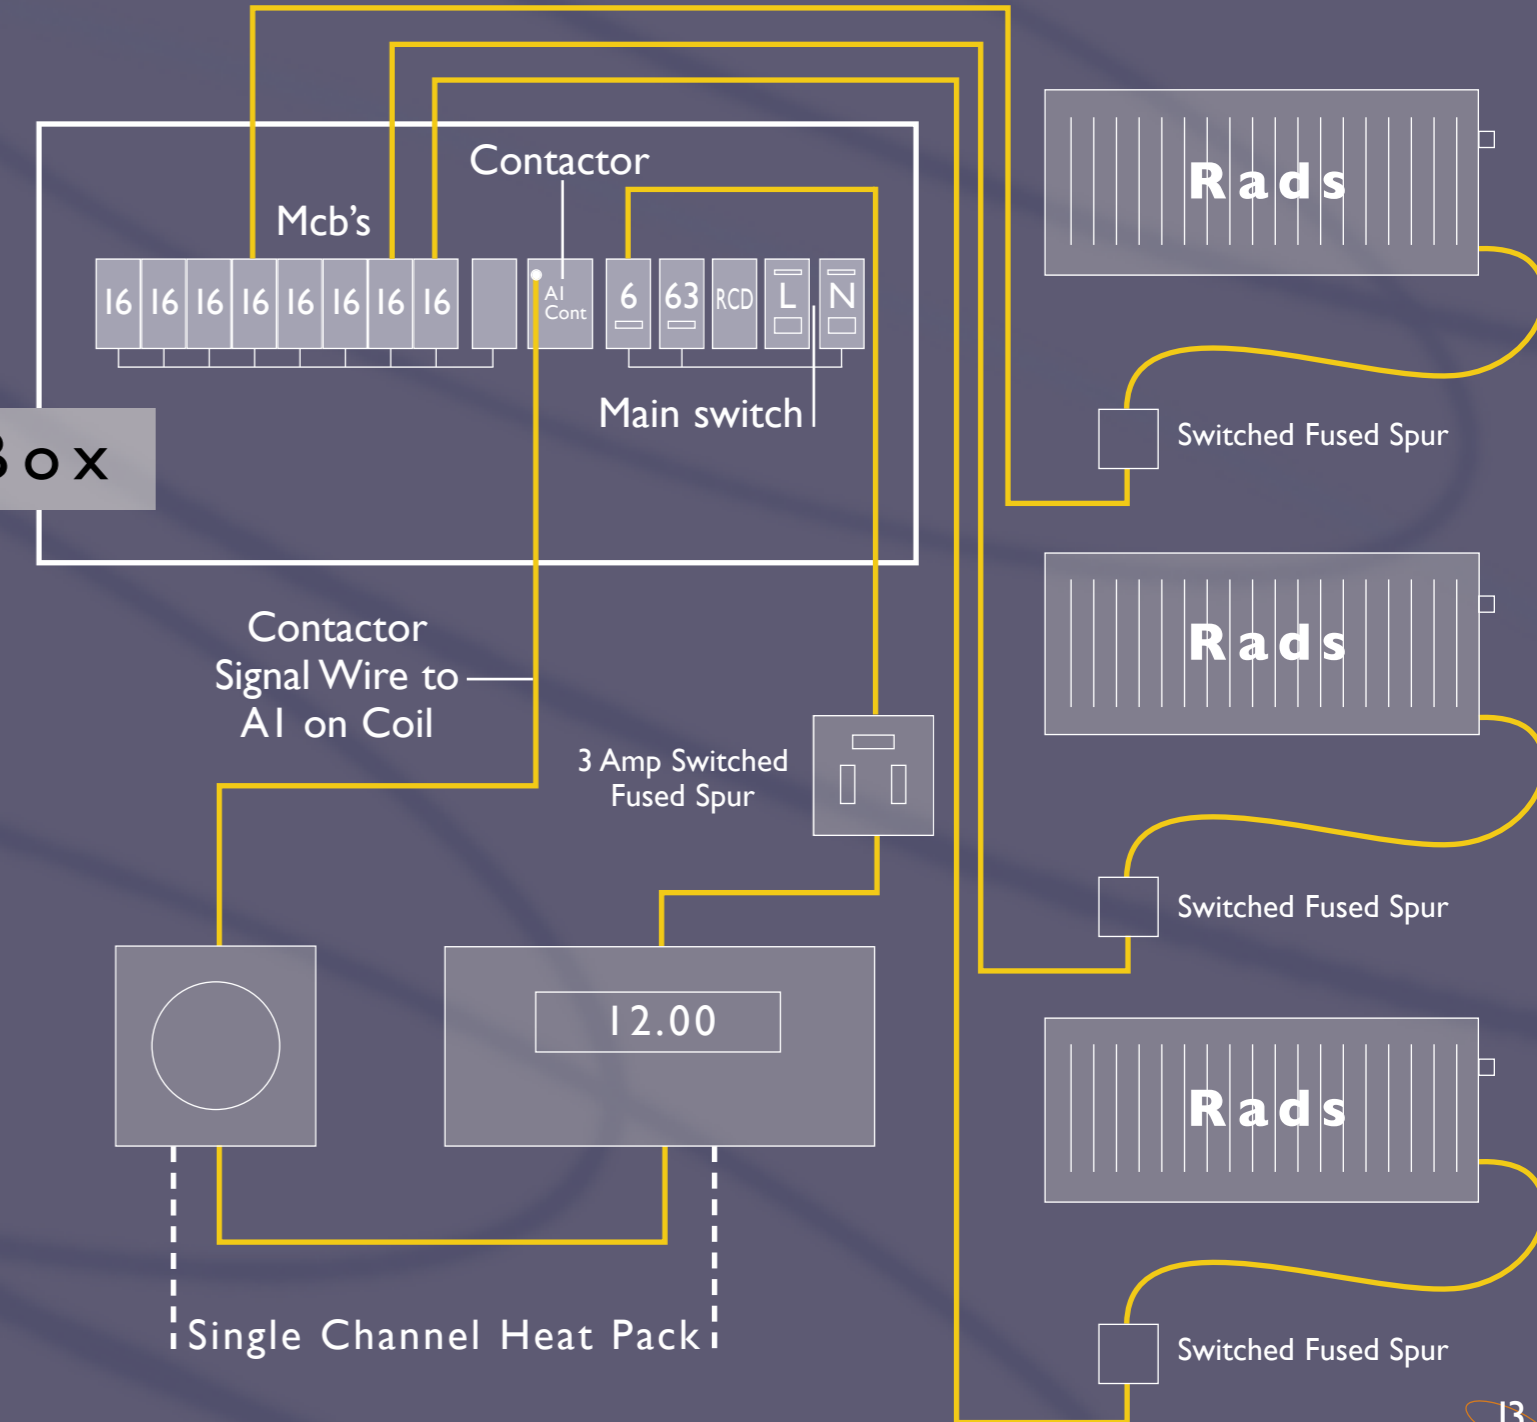 Contactor
Mcb's
16 16 16 16 16 16 16 16
A1
Cont
6 63 RCD L N
Main switch
Box
Contactor
Signal Wire to
A1 on Coil
3 Amp Switched
Fused Spur
12.00
Single Channel Heat Pack
Rads
Switched Fused Spur
Rads
Switched Fused Spur
Rads
Switched Fused Spur
13